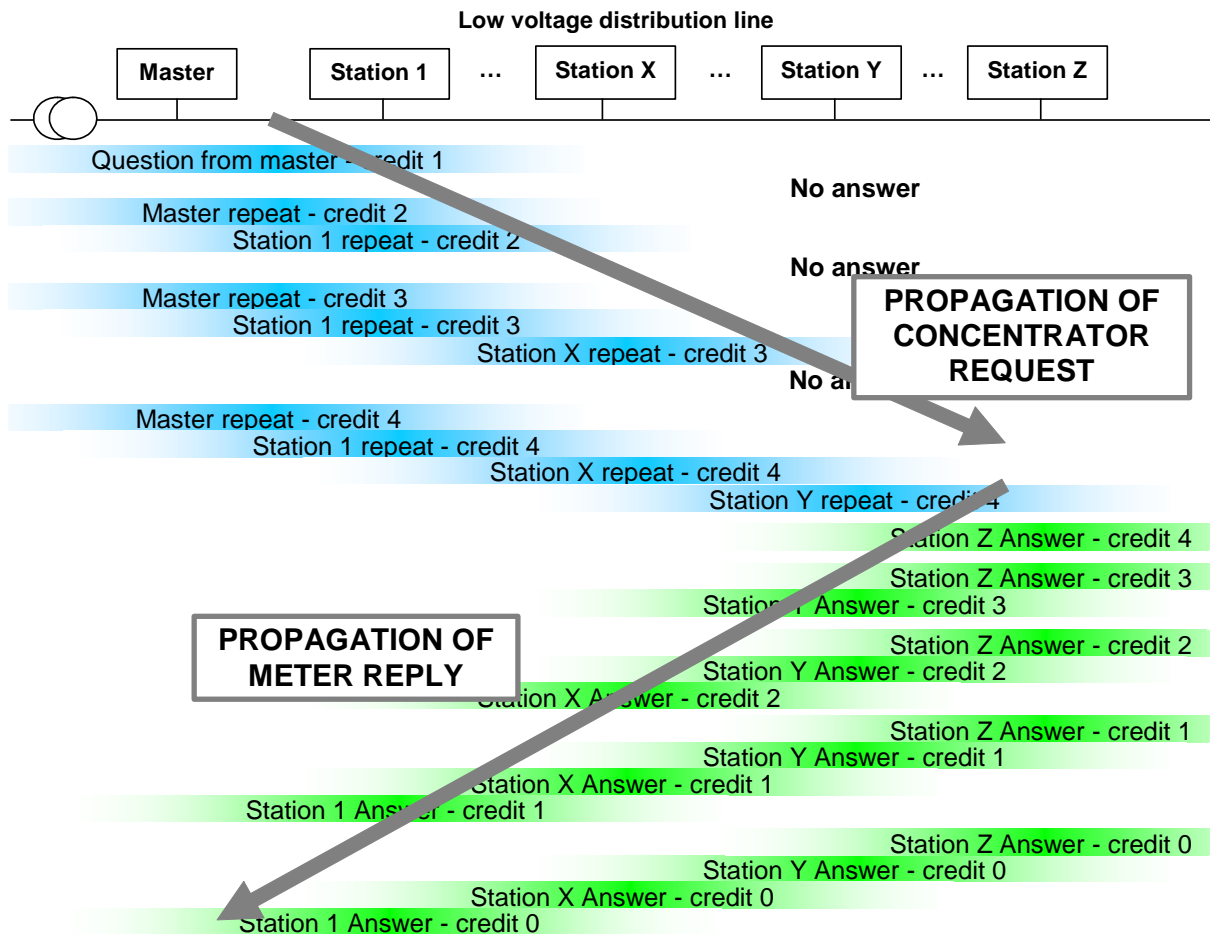 Low voltage distribution line
Master
Station 1
...
Station X
...
Station Y
...
Station Z
Question from master - credit 1
No answer
Master repeat - credit 2
Station 1 repeat - credit 2
No answer
Master repeat - credit 3
Station 1 repeat - credit 3
Station X repeat - credit 3
PROPAGATION OF
CONCENTRATOR
REQUEST
No
Master repeat - credit 4
Station 1 repeat - credit 4
Station X repeat - credit 4
Station Y repeat - credit 4
Station Z Answer - credit 4
Station Z Answer - credit 3
Station Y Answer - credit 3
PROPAGATION OF
METER REPLY
Station Z Answer - credit 2
Station Y Answer - credit 2
Station X Answer - credit 2
Station Z Answer - credit 1
Station Y Answer - credit 1
Station X Answer - credit 1
Station 1 Answer - credit 1
Station Z Answer - credit 0
Station Y Answer - credit 0
Station X Answer - credit 0
Station 1 Answer - credit 0